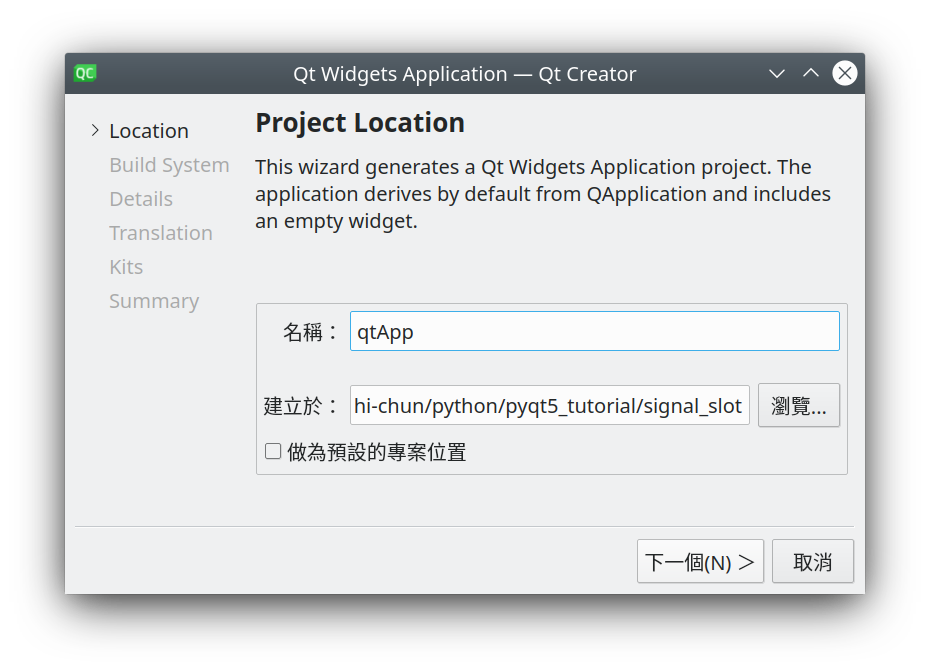 QC
Qt Widgets Application — Qt Creator
Location
Build System
Details
Translation
Kits
Summary
Project Location
This wizard generates a Qt Widgets Application project. The
application derives by default from QApplication and includes
an empty widget.
名稱：
qtApp
建立於：
hi-chun/python/pyqt5_tutorial/signal_slot
瀏覽...
做為預設的專案位置
下一個(N) >
取消